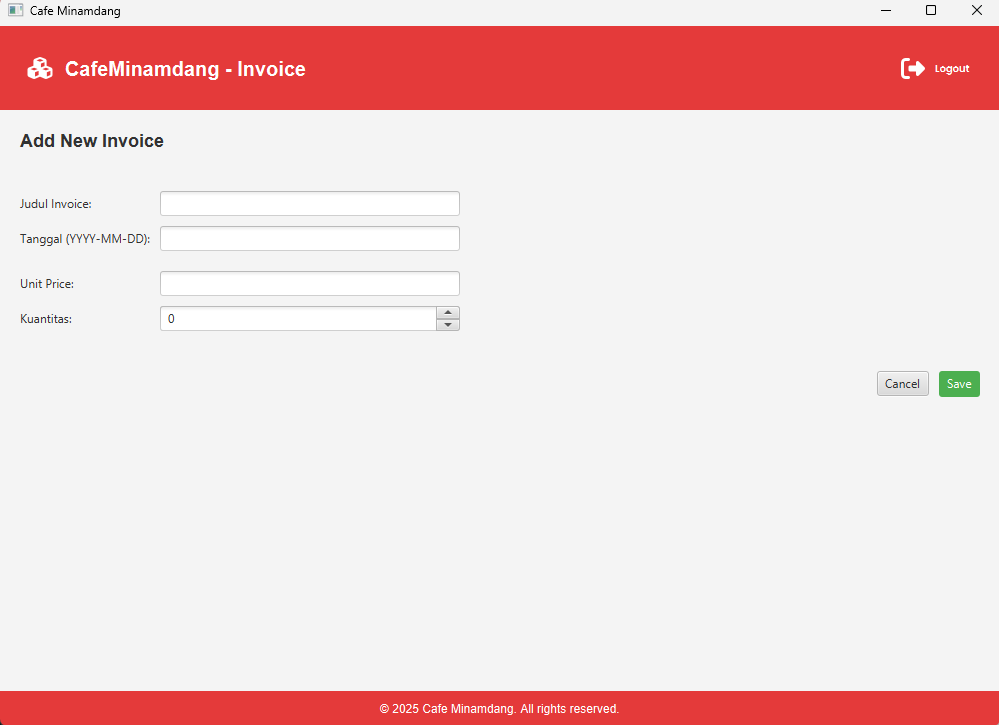 Cafe Minamdang
CafeMinamdang - Invoice
Logout
Add New Invoice
Judul Invoice:
Tanggal (YYYY-MM-DD):
Unit Price:
Kuantitas:
0
Cancel
Save
© 2025 Cafe Minamdang. All rights reserved.